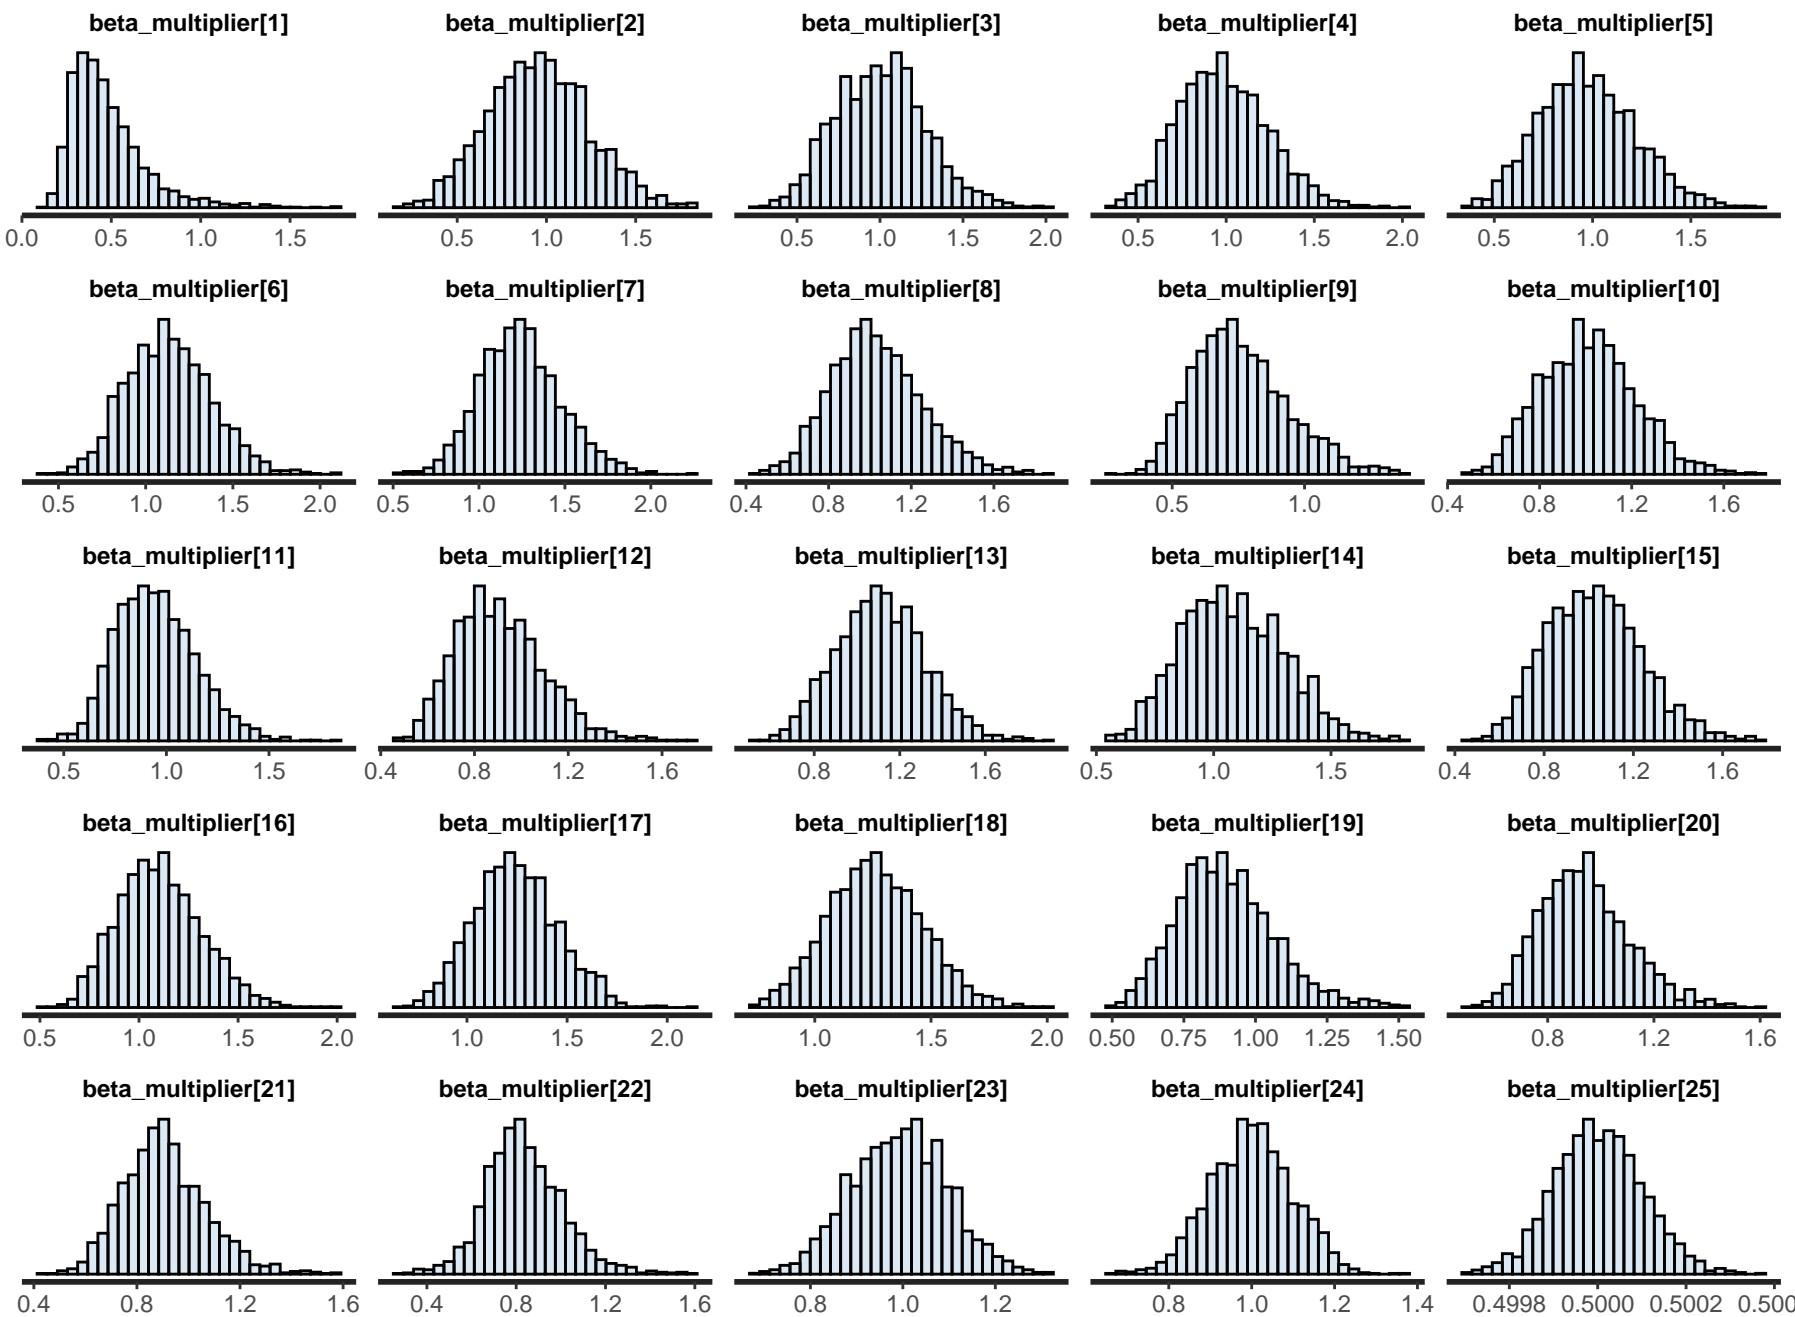 beta_multiplier[1] beta_multiplier[2] beta_multiplier[3] beta_multiplier[4] beta_multiplier[5]
0.0 0.5 1.0 1.5 0.5 1.0 1.5 0.5 1.0 1.5 2.0 0.5 1.0 1.5 2.0 0.5 1.0 1.5
beta_multiplier[6] beta_multiplier[7] beta_multiplier[8] beta_multiplier[9] beta_multiplier[10]
0.5 1.0 1.5 2.0 0.5 1.0 1.5 2.0 0.4 0.8 1.2 1.6 0.5 1.0 0.4 0.8 1.2 1.6
beta_multiplier[11] beta_multiplier[12] beta_multiplier[13] beta_multiplier[14] beta_multiplier[15]
0.5 1.0 1.5 0.4 0.8 1.2 1.6 0.8 1.2 1.6 0.5 1.0 1.5 0.4 0.8 1.2 1.6
beta_multiplier[16] beta_multiplier[17] beta_multiplier[18] beta_multiplier[19] beta_multiplier[20]
0.5 1.0 1.5 2.0 1.0 1.5 2.0 1.0 1.5 2.0 0.50 0.75 1.00 1.25 1.50 0.8 1.2 1.6
beta_multiplier[21] beta_multiplier[22] beta_multiplier[23] beta_multiplier[24] beta_multiplier[25]
0.4 0.8 1.2 1.6 0.4 0.8 1.2 1.6 0.8 1.0 1.2 0.8 1.0 1.2 1.4 0.4998 0.5000 0.5002 0.500